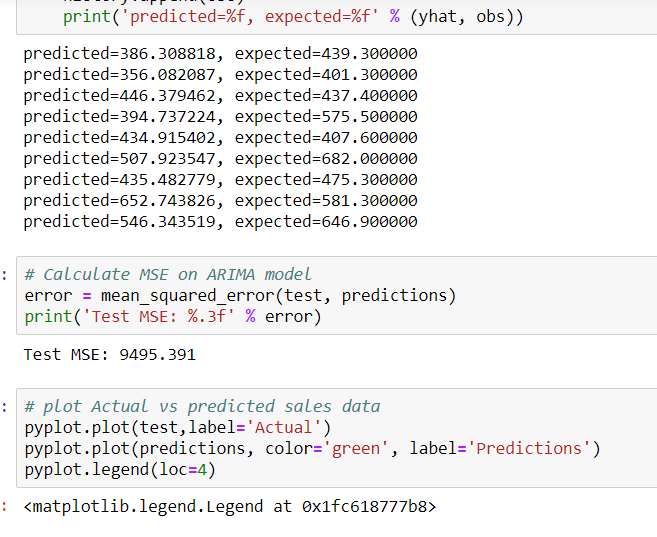 print('predicted=%f, expected=%f' % (yhat, obs))
predicted=386.308818, expected=439.300000
predicted=356.082087, expected=401.300000
predicted=446.379462, expected=437.400000
predicted=394.737224, expected=575.500000
predicted=434.915402, expected=407.600000
predicted=507.923547, expected=682.000000
predicted=435.482779, expected=475.300000
predicted=652.743826, expected=581.300000
predicted=546.343519, expected=646.900000
: # Calculate MSE on ARIMA model
error = mean_squared_error(test, predictions)
print('Test MSE: %.3f' % error)
Test MSE: 9495.391
: # plot Actual vs predicted sales data
pyplot.plot(test,label='Actual')
pyplot.plot(predictions, color='green', label='Predictions')
pyplot.legend(loc=4)
: <matplotlib.legend.Legend at 0x1fc618777b8>